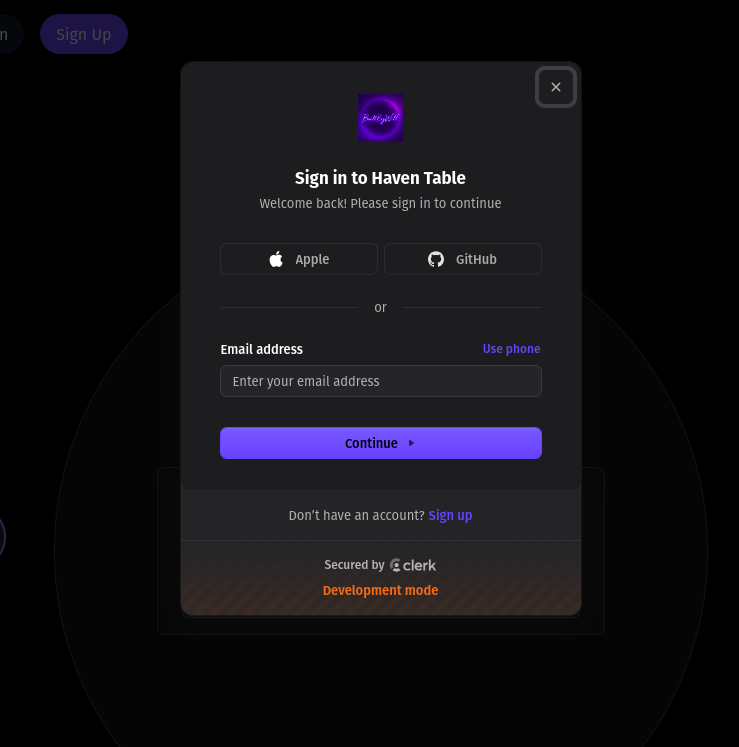 n
Sign Up
BuiltByWill
Sign in to Haven Table
Welcome back! Please sign in to continue
Apple
GitHub
or
Email address
Use phone
Enter your email address
Continue
Don't have an account? Sign up
Secured by clerk
Development mode